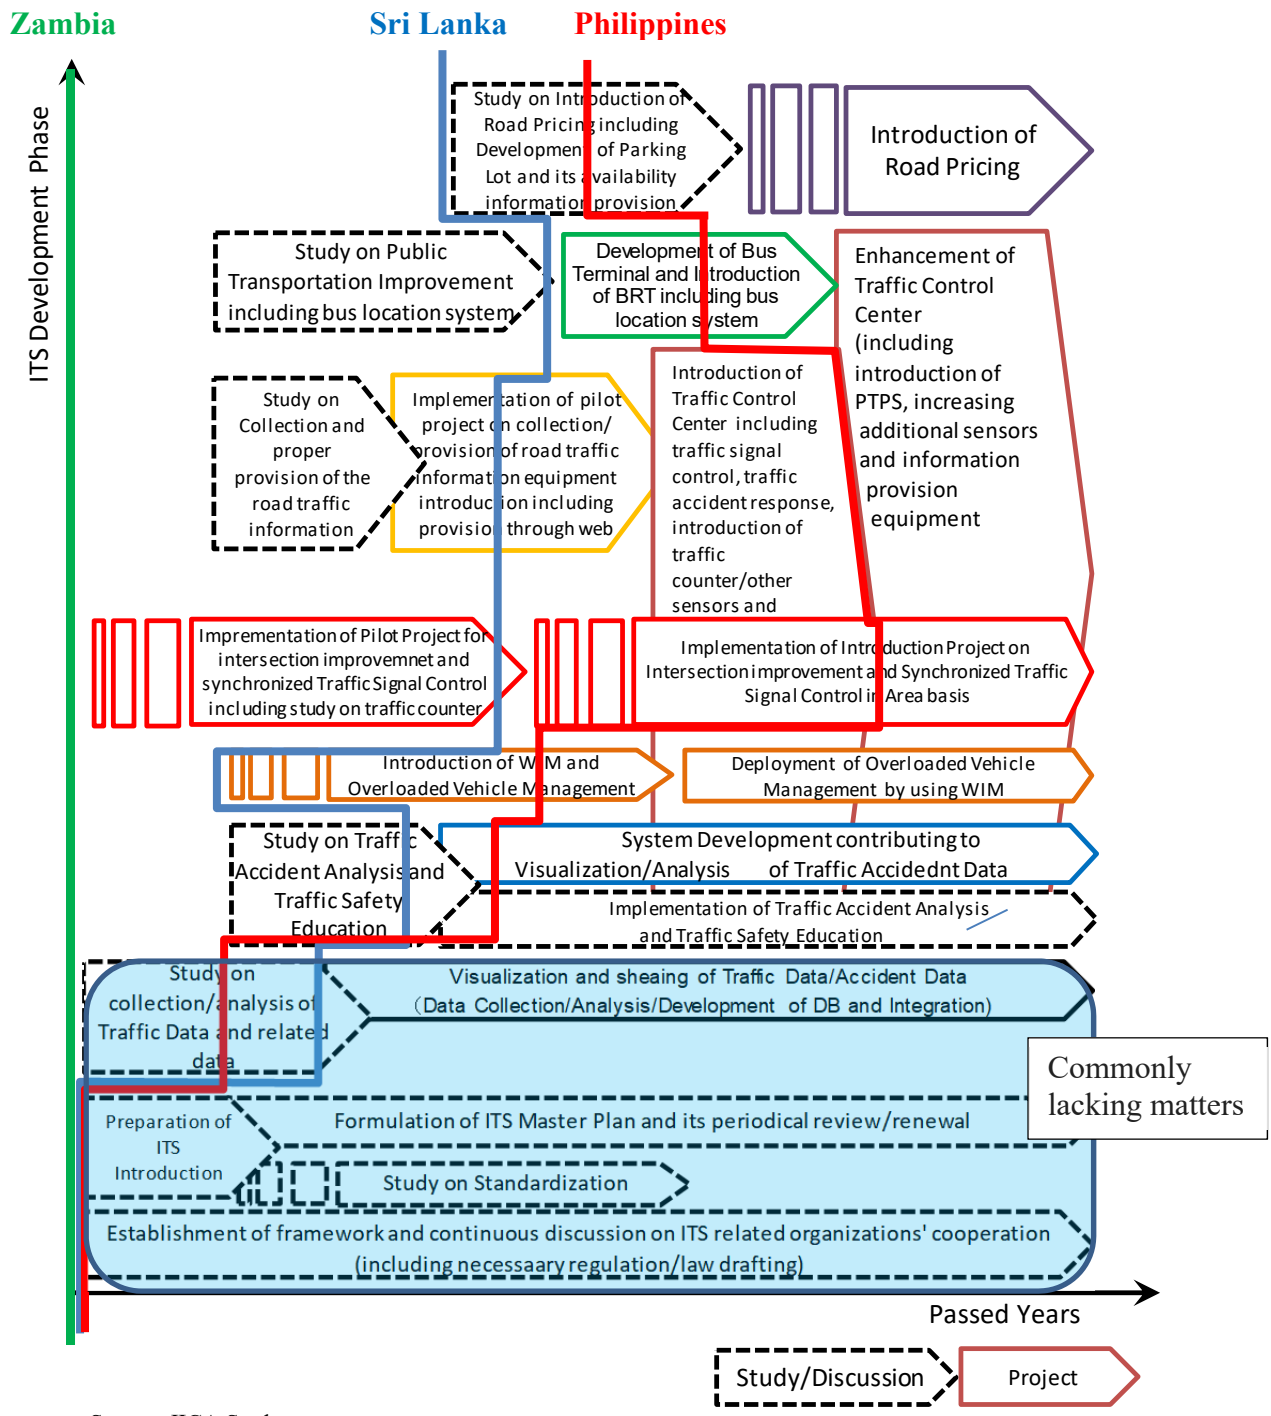 Zambia
Sri Lanka
Philippines
ITS Development Phase
Study on Introduction of
Road Pricing including
Development of Parking
Lot and its availability
information provision
Introduction of
Road Pricing
Study on Public
Transportation Improvement
including bus location system
Development of Bus
Terminal and Introduction
of BRT including bus
location system
Enhancement of
Traffic Control
Center
(including
introduction of
PTPS, increasing
additional sensors
and information
provision
equipment
Study on
Collection and
proper
provision of the
road traffic
information
Implementation of pilot
project on collection/
provision of road traffic
information equipment
introduction including
provision through web
Introduction of
Traffic Control
Center including
traffic signal
control, traffic
accident response,
introduction of
traffic
counter/other
sensors and
Imprementation of Pilot Project for
intersection improvemnet and
synchronized Traffic Signal Control
including study on traffic counter
Implementation of Introduction Project on
Intersection improvement and Synchronized Traffic
Signal Control in Area basis
Introduction of WIM and
Overloaded Vehicle Management
Deployment of Overloaded Vehicle
Management by using WIM
Study on Traffic
Accident Analysis and
Traffic Safety
Education
System Development contributing to
Visualization/Analysis of Traffic Accidednt Data
Implementation of Traffic Accident Analysis
and Traffic Safety Education
Study on
collection/analysis of
Traffic Data and related
data
Visualization and sheaing of Traffic Data/Accident Data
(Data Collection/Analysis/Development of DB and Integration)
Commonly
lacking matters
Preparation of
ITS
Introduction
Formulation of ITS Master Plan and its periodical review/renewal
Study on Standardization
Establishment of framework and continuous discussion on ITS related organizations' cooperation
(including necessaary regulation/law drafting)
Passed Years
Study/Discussion
Project